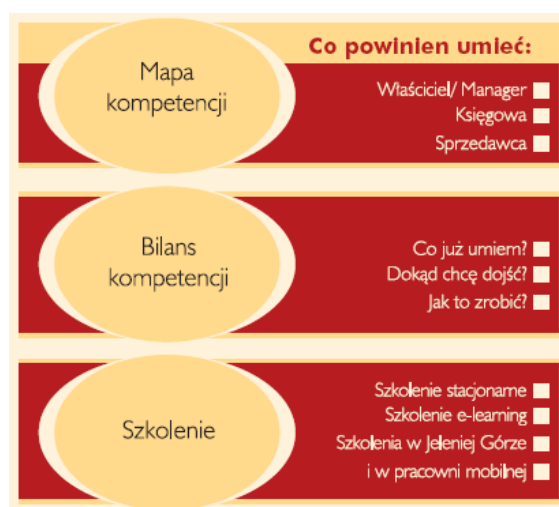 Co powinien umieć:
Mapa
kompetencji
Właściciel/ Manager
Księgowa
Sprzedawca
Bilans
kompetencji
Co już umiem?
Dokąd chcę dojść?
Jak to zrobić?
Szkolenie
Szkolenie stacjonarne
Szkolenie e-learning
Szkolenia w Jeleniej Górze
i w pracowni mobilnej